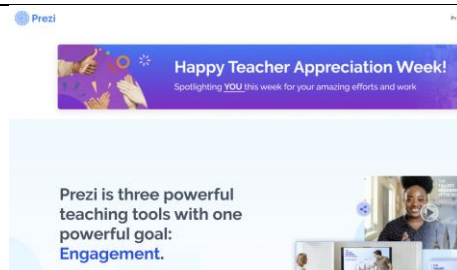 Prezi
Pr
Happy Teacher Appreciation Week!
Spotlighting YOU this week for your amazing efforts and work
Prezi is three powerful
teaching tools with one
powerful goal:
Engagement.